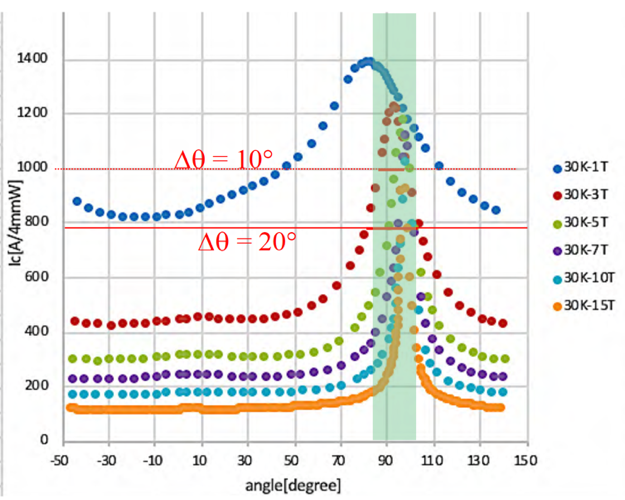 1400
1200
1000
800
600
400
200
0
Ic[A/4mmW]
Δθ = 10°
Δθ = 20°
30K-1T
30K-3T
30K-5T
30K-7T
30K-10T
30K-15T
-50 -30 -10 10 30 50 70 90 110 130 150
angle[degree]